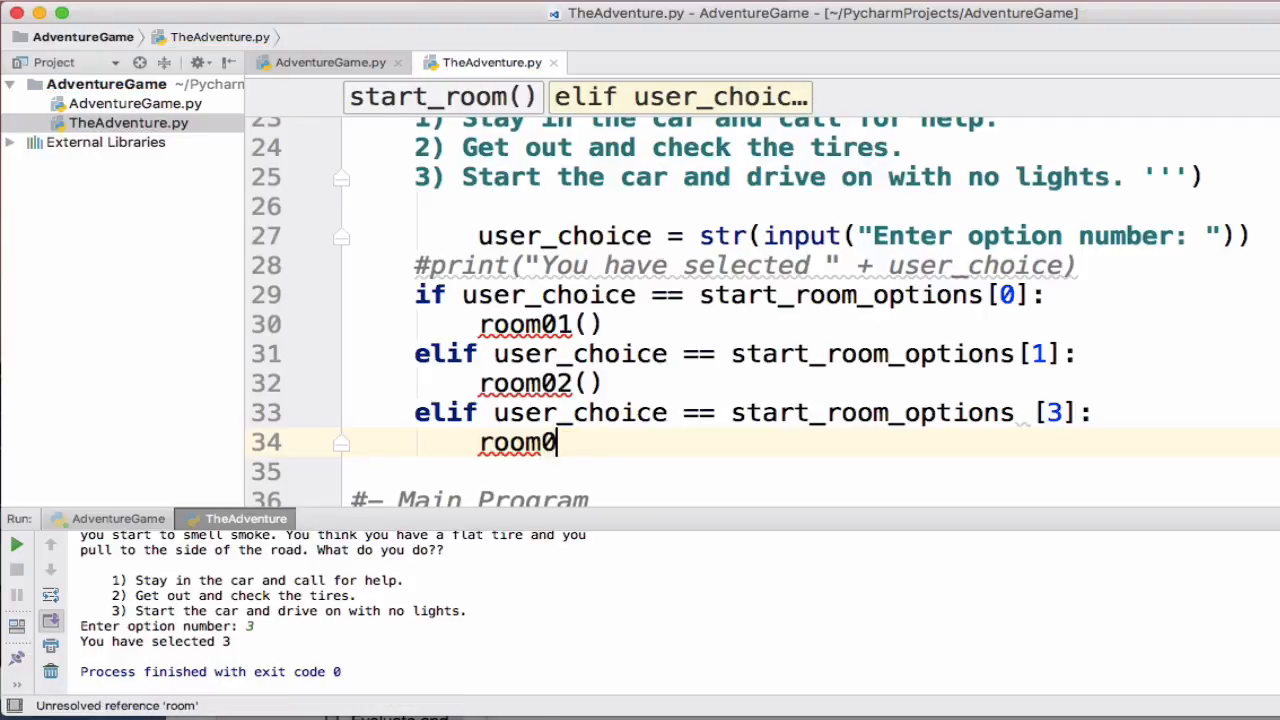 TheAdventure.py - AdventureGame - [~/PycharmProjects/AdventureGame]
AdventureGame TheAdventure.py
Project AdventureGame.py TheAdventure.py
AdventureGame ~/Pycharm
AdventureGame.py
TheAdventure.py
External Libraries
start_room() elif user_choic…
23 1) Stay in the car and call for help.
24 2) Get out and check the tires.
25 3) Start the car and drive on with no lights. ''')
26
27 user_choice = str(input("Enter option number: "))
28 #print("You have selected " + user_choice)
29 if user_choice == start_room_options[0]:
30 room01()
31 elif user_choice == start_room_options[1]:
32 room02()
33 elif user_choice == start_room_options [3]:
34 room0
35
36 #– Main Program
Run: AdventureGame TheAdventure
you start to smell smoke. You think you have a flat tire and you
pull to the side of the road. What do you do??
1) Stay in the car and call for help.
2) Get out and check the tires.
3) Start the car and drive on with no lights.
Enter option number: 3
You have selected 3
Process finished with exit code 0
Unresolved reference 'room'